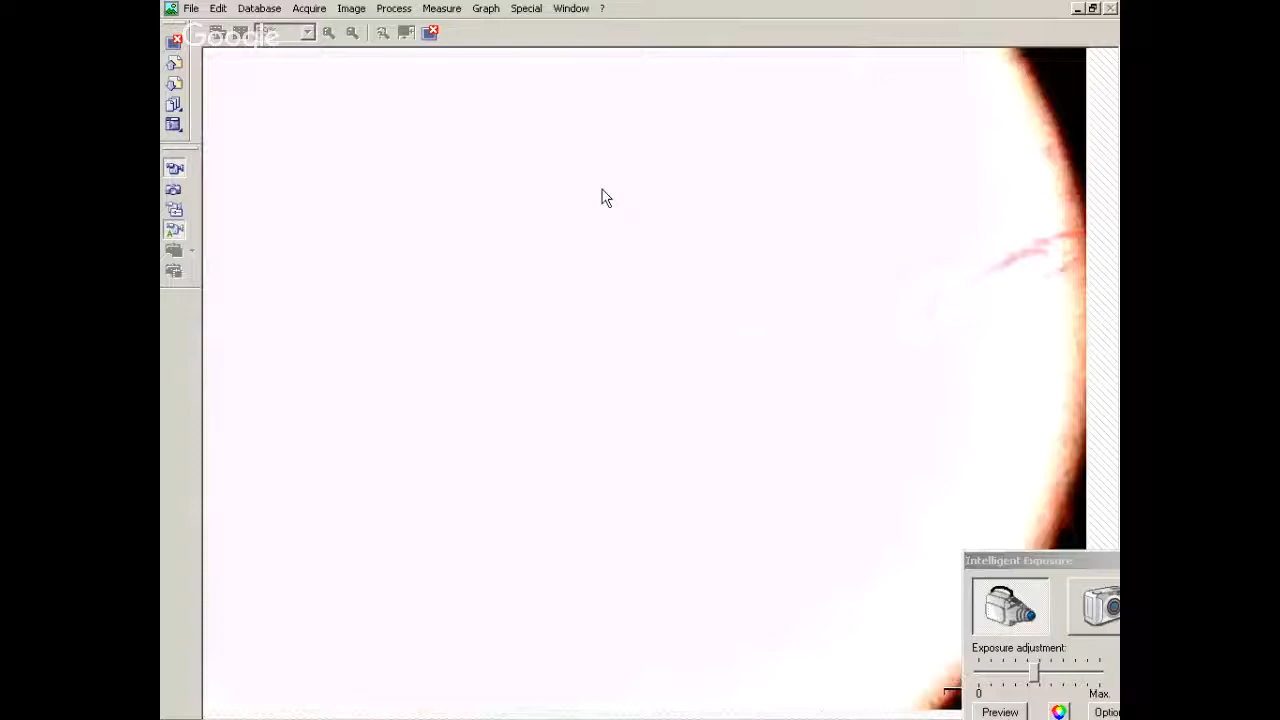 File Edit Database Acquire Image Process Measure Graph Special Window ?
Google
Intelligent Exposure
Exposure adjustment:
0 Max.
Preview Optio